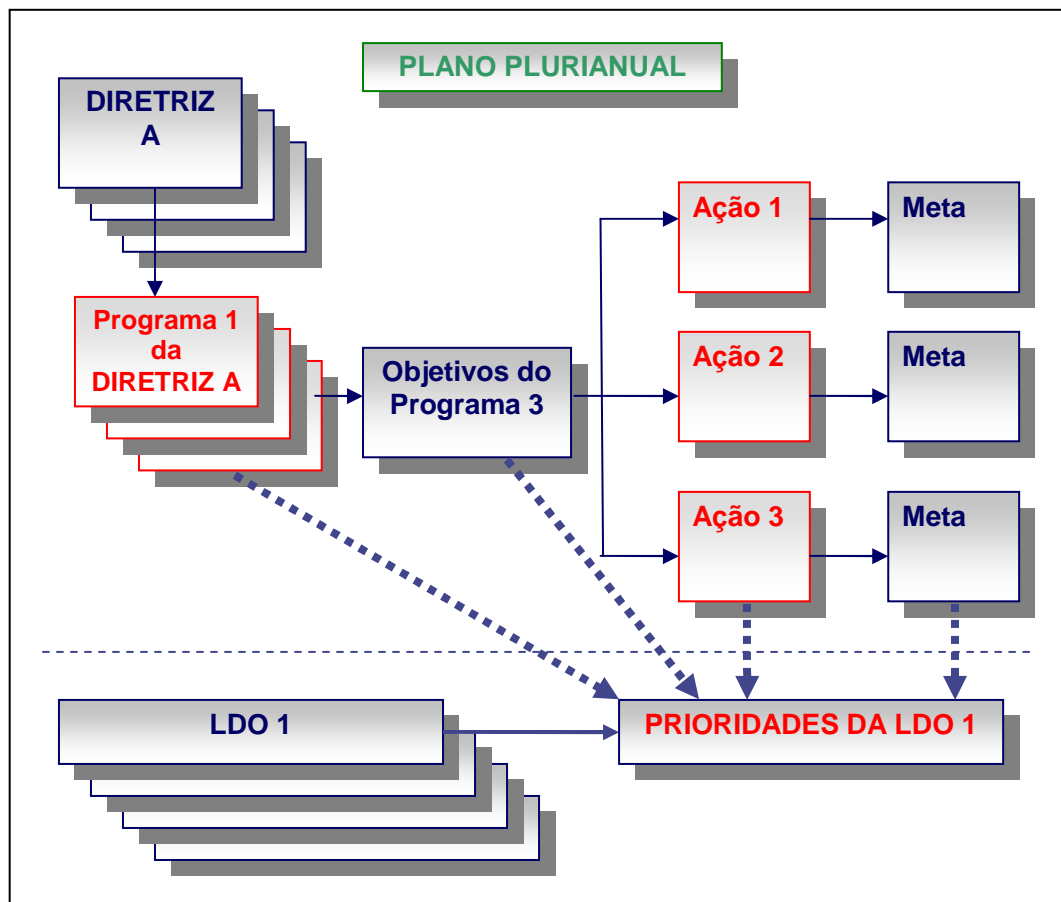 PLANO PLURIANUAL
DIRETRIZ
A
Ação 1
Meta
Programa 1
da
DIRETRIZ A
Objetivos do
Programa 3
Ação 2
Meta
Ação 3
Meta
LDO 1
PRIORIDADES DA LDO 1